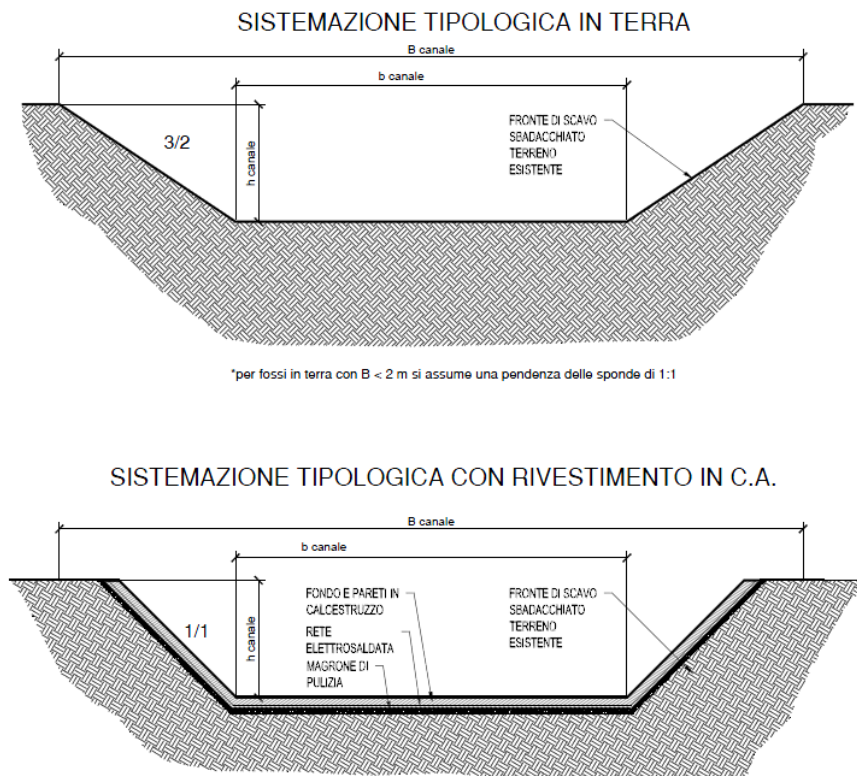 SISTEMAZIONE TIPOLOGICA IN TERRA
B canale
b canale
3/2
h canale
FRONTE DI SCAVO
SBADACCHIATO
TERRENO
ESISTENTE
*per fossi in terra con B < 2 m si assume una pendenza delle sponde di 1:1
SISTEMAZIONE TIPOLOGICA CON RIVESTIMENTO IN C.A.
B canale
b canale
1/1
h canale
FONDO E PARETI IN
CALCESTRUZZO
RETE
ELETTROSALDATA
MAGRONE DI
PULIZIA
FRONTE DI SCAVO
SBADACCHIATO
TERRENO
ESISTENTE